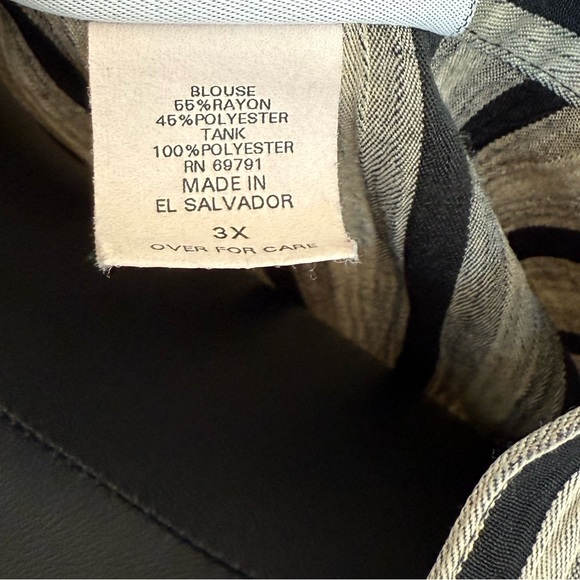 BLOUSE
55%RAYON
45%POLYESTER
TANK
100%POLYESTER
RN 69791
MADE IN
EL SALVADOR
3X
OVER FOR CARE